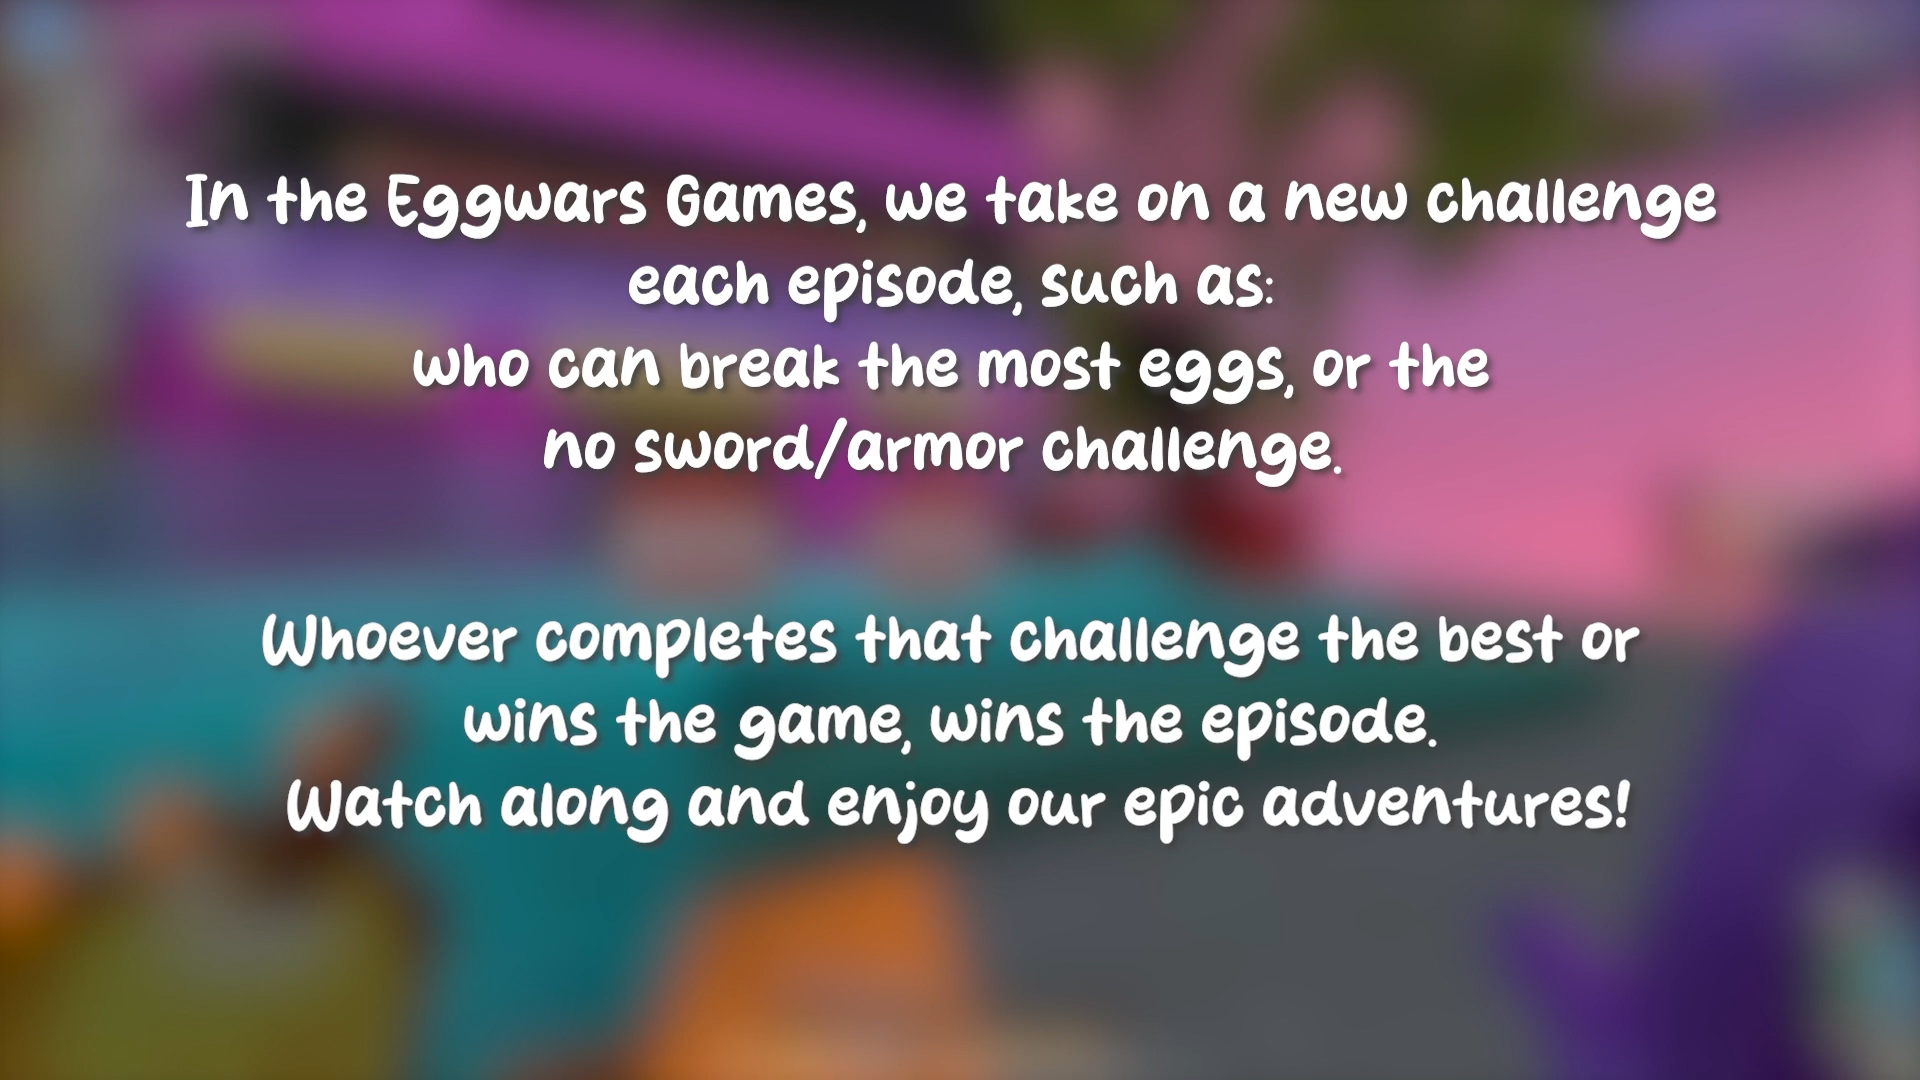 In the Eggwars Games, we take on a new challenge
each episode, such as:
who can break the most eggs, or the
no sword/armor challenge.
Whoever completes that challenge the best or
wins the game, wins the episode.
Watch along and enjoy our epic adventures!